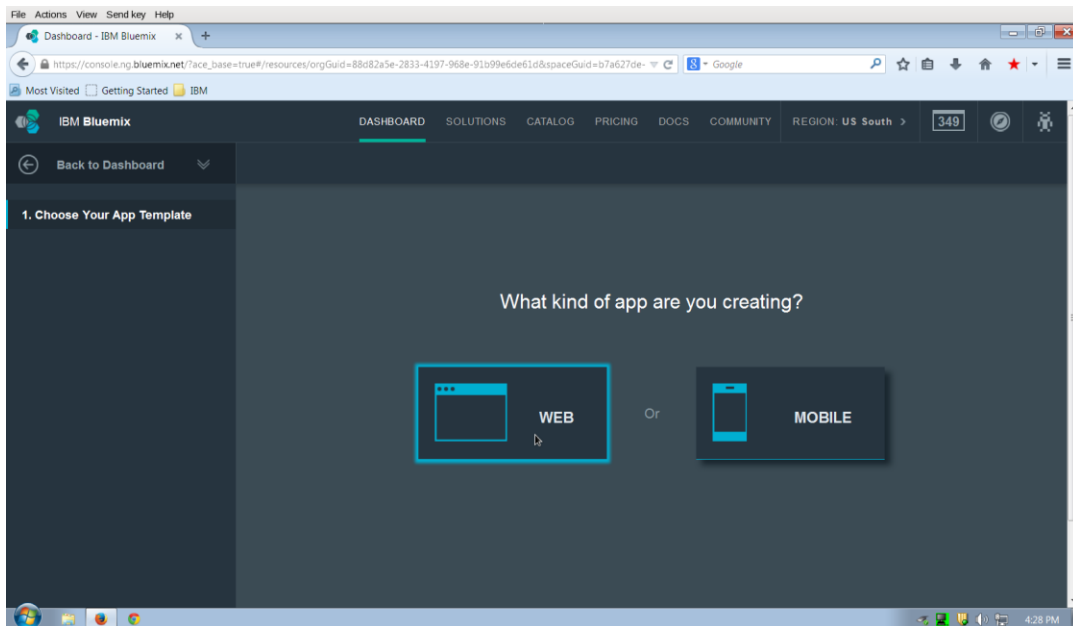 File Actions View Send key Help
Dashboard - IBM Bluemix × +
https://console.ng.bluemix.net/?ace_base=true#/resources/orgGuid=88d82a5e-2833-4197-968e-91b99e6de61d&spaceGuid=b7a627de- Google
Most Visited Getting Started IBM
IBM Bluemix DASHBOARD SOLUTIONS CATALOG PRICING DOCS COMMUNITY REGION: US South > 349
Back to Dashboard
1. Choose Your App Template
What kind of app are you creating?
WEB Or MOBILE
4:28 PM